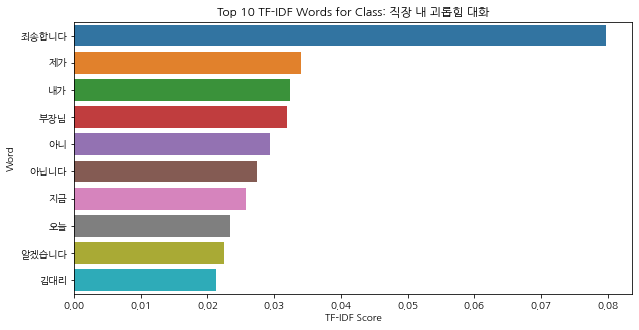 Top 10 TF-IDF Words for Class: 직장 내 괴롭힘 대화
Word
죄송합니다
제가
내가
부장님
아니
아닙니다
지금
오늘
알겠습니다
김대리
0.00 0.01 0.02 0.03 0.04 0.05 0.06 0.07 0.08
TF-IDF Score